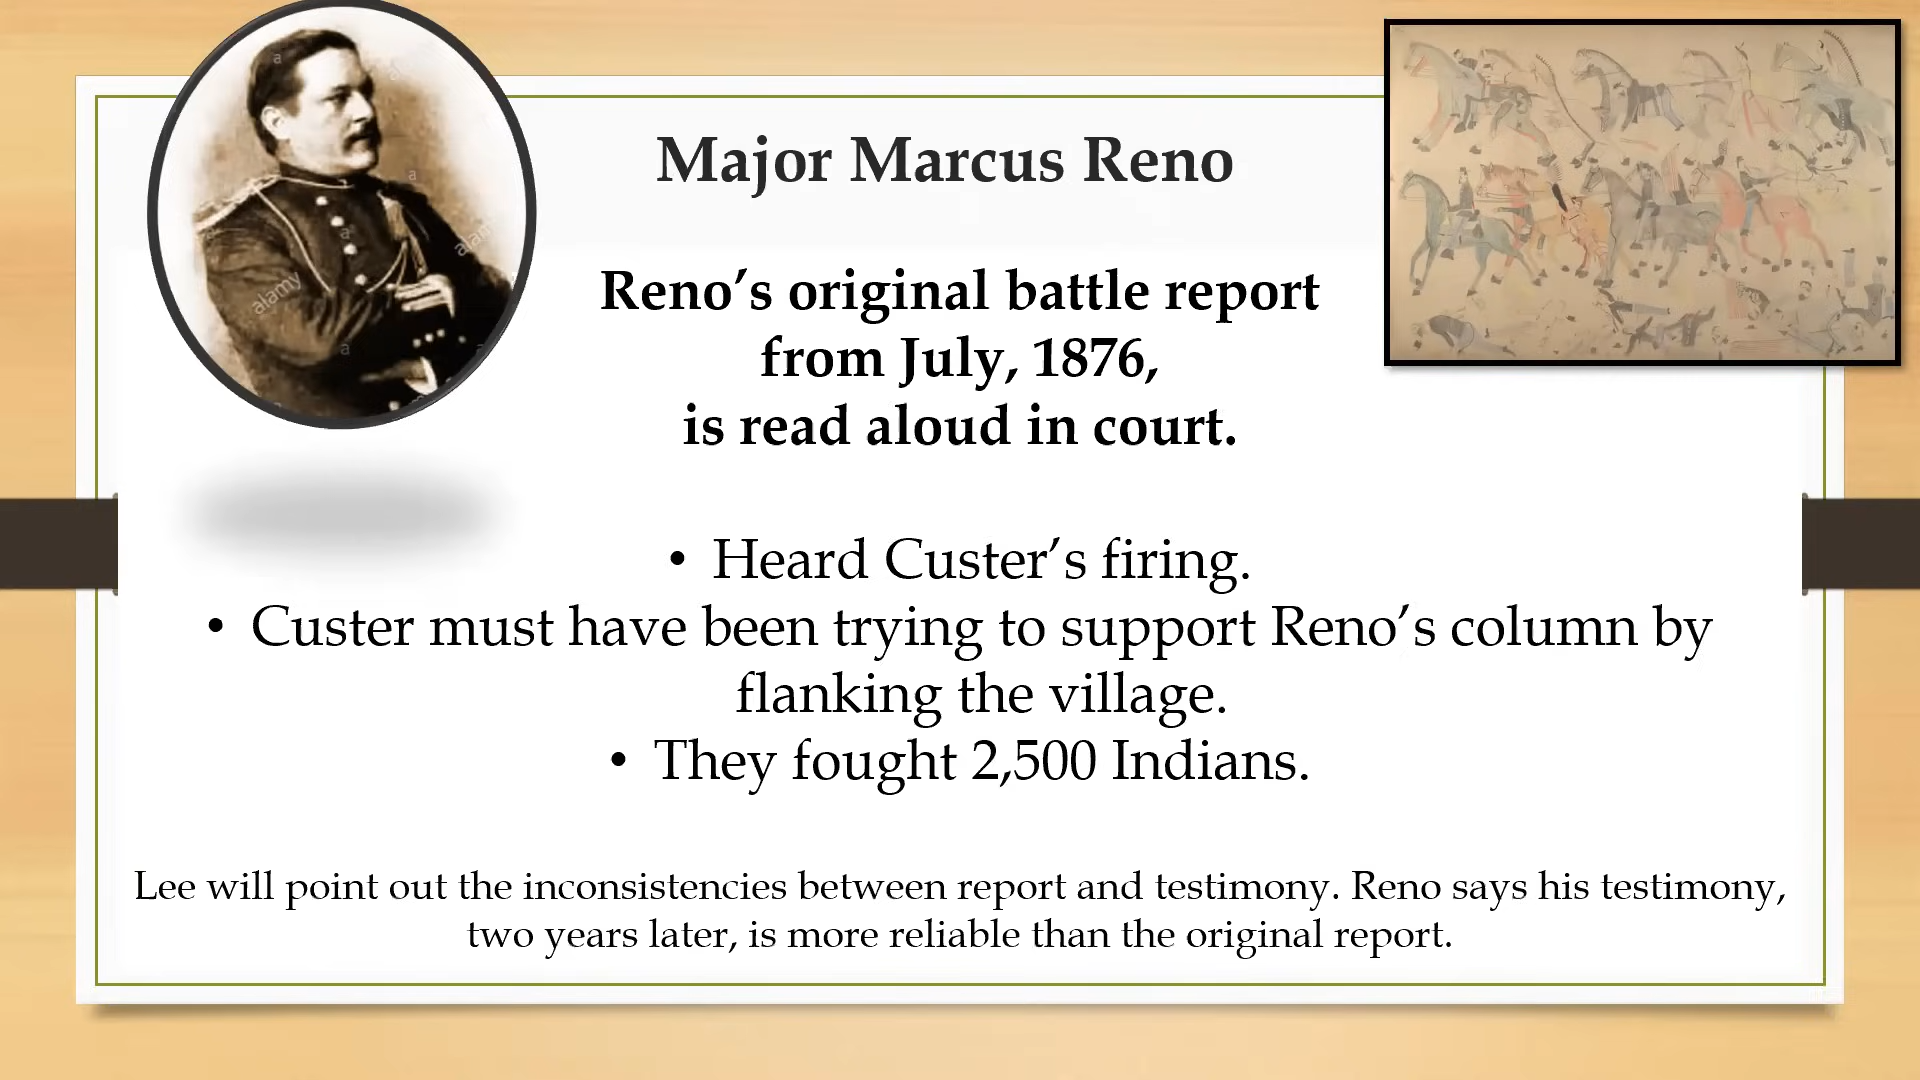 Major Marcus Reno
Reno’s original battle report
from July, 1876,
is read aloud in court.
• Heard Custer’s firing.
• Custer must have been trying to support Reno’s column by
flanking the village.
• They fought 2,500 Indians.
Lee will point out the inconsistencies between report and testimony. Reno says his testimony,
two years later, is more reliable than the original report.
a
a
a
a
alamy
alamy
a